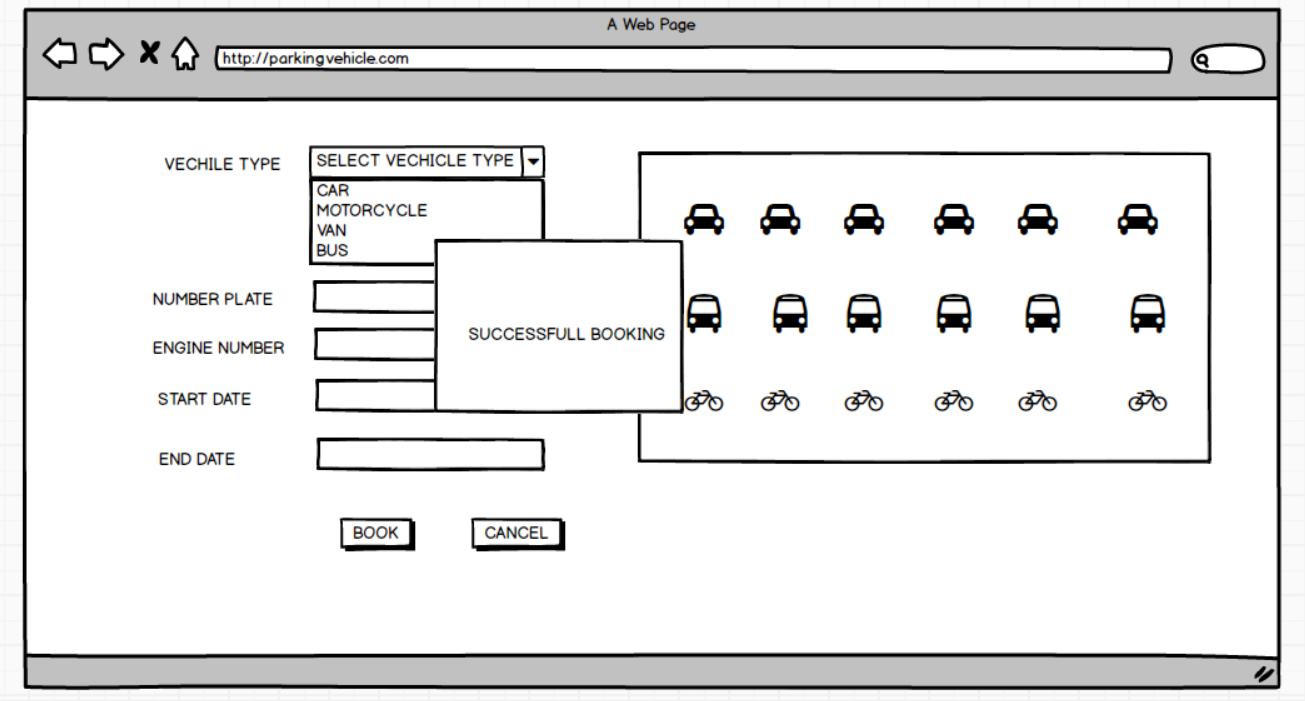 A Web Page
http://parkingvehicle.com
VECHILE TYPE
SELECT VECHICLE TYPE
CAR
MOTORCYCLE
VAN
BUS
NUMBER PLATE
ENGINE NUMBER
SUCCESSFULL BOOKING
START DATE
END DATE
BOOK
CANCEL